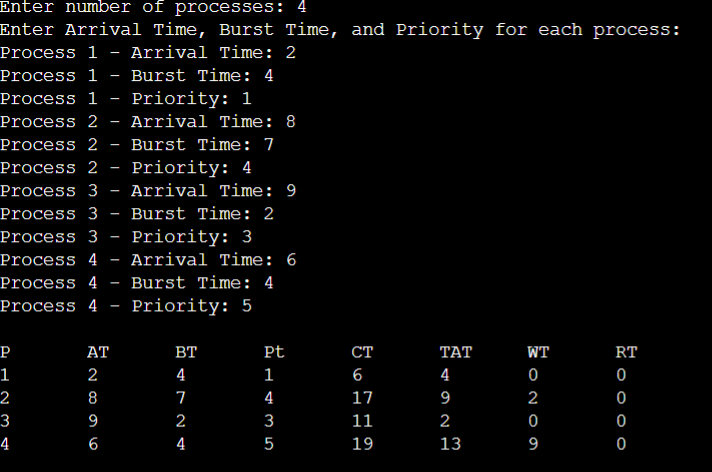 Enter number of processes: 4
Enter Arrival Time, Burst Time, and Priority for each process:
Process 1 - Arrival Time: 2
Process 1 - Burst Time: 4
Process 1 - Priority: 1
Process 2 - Arrival Time: 8
Process 2 - Burst Time: 7
Process 2 - Priority: 4
Process 3 - Arrival Time: 9
Process 3 - Burst Time: 2
Process 3 - Priority: 3
Process 4 - Arrival Time: 6
Process 4 - Burst Time: 4
Process 4 - Priority: 5
P AT BT Pt CT TAT WT RT
1 2 4 1 6 4 0 0
2 8 7 4 17 9 2 0
3 9 2 3 11 2 0 0
4 6 4 5 19 13 9 0